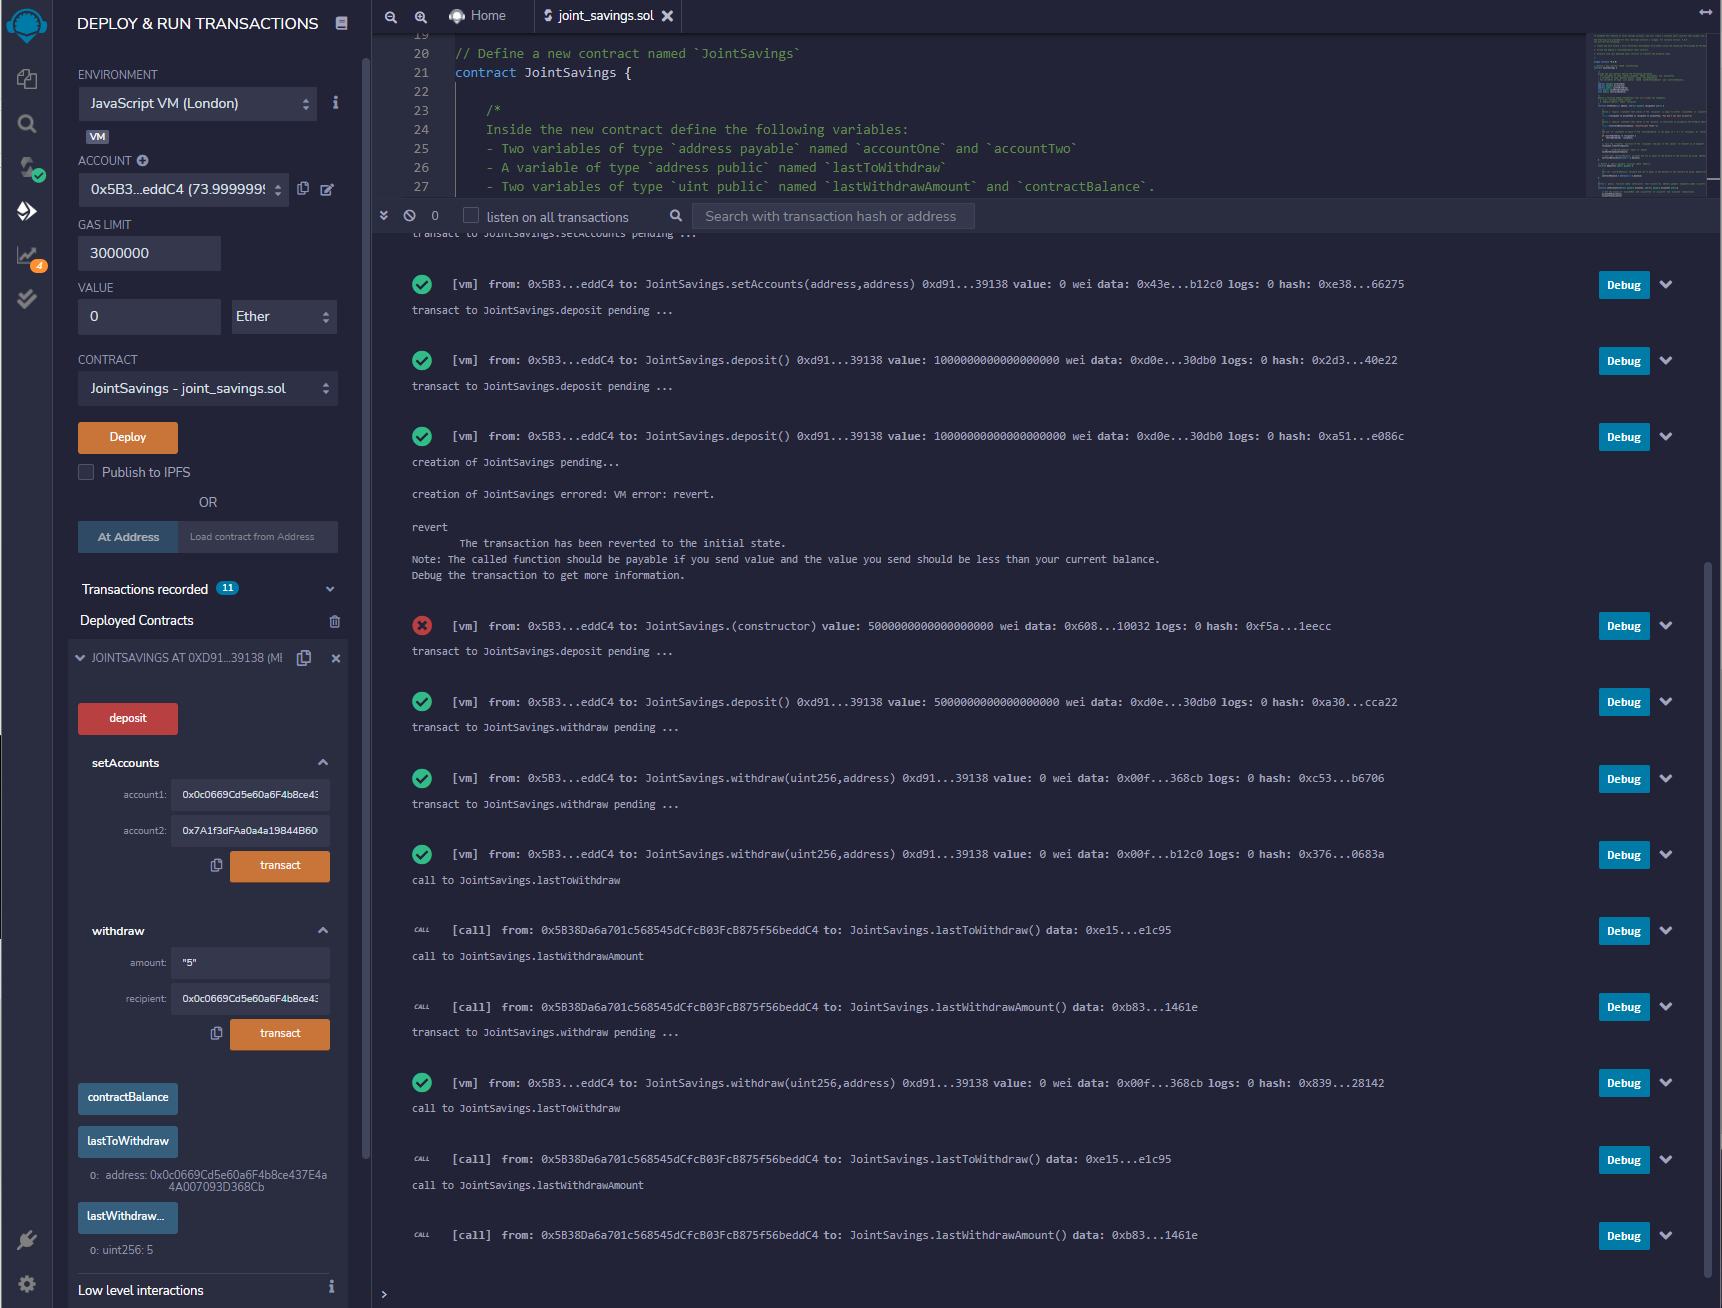 DEPLOY & RUN TRANSACTIONS
ENVIRONMENT
JavaScript VM (London)
VM
ACCOUNT
0x5B3...eddC4 (73.9999999
GAS LIMIT
3000000
VALUE
0
Ether
CONTRACT
JointSavings - joint_savings.sol
Deploy
Publish to IPFS
OR
At Address Load contract from Address
Transactions recorded 11
Deployed Contracts
JOINTSAVINGS AT 0XD91...39138 (ME
deposit
setAccounts
account1: 0x0c0669Cd5e60a6F4b8ce43
account2: 0x7A1f3dFAa0a4a19844B60
transact
withdraw
amount: "5"
recipient: 0x0c0669Cd5e60a6F4b8ce43
transact
contractBalance
lastToWithdraw
0: address: 0x0c0669Cd5e60a6F4b8ce437E4a
4A007093D368Cb
lastWithdraw...
0: uint256: 5
Low level interactions
4
Home
joint_savings.sol
19
20 // Define a new contract named `JointSavings`
21 contract JointSavings {
22
23 /*
24 Inside the new contract define the following variables:
25 - Two variables of type `address payable` named `accountOne` and `accountTwo`
26 - A variable of type `address public` named `lastToWithdraw`
27 - Two variables of type `uint public` named `lastWithdrawAmount` and `contractBalance`.
0 listen on all transactions Search with transaction hash or address
transact to JointSavings.setAccounts pending ...
[vm] from: 0x5B3...eddC4 to: JointSavings.setAccounts(address,address) 0xd91...39138 value: 0 wei data: 0x43e...b12c0 logs: 0 hash: 0xe38...66275 Debug
transact to JointSavings.deposit pending ...
[vm] from: 0x5B3...eddC4 to: JointSavings.deposit() 0xd91...39138 value: 1000000000000000000 wei data: 0xd0e...30db0 logs: 0 hash: 0x2d3...40e22 Debug
transact to JointSavings.deposit pending ...
[vm] from: 0x5B3...eddC4 to: JointSavings.deposit() 0xd91...39138 value: 10000000000000000000 wei data: 0xd0e...30db0 logs: 0 hash: 0xa51...e086c Debug
creation of JointSavings pending...
creation of JointSavings errored: VM error: revert.
revert
The transaction has been reverted to the initial state.
Note: The called function should be payable if you send value and the value you send should be less than your current balance.
Debug the transaction to get more information.
[vm] from: 0x5B3...eddC4 to: JointSavings.(constructor) value: 5000000000000000000 wei data: 0x608...10032 logs: 0 hash: 0xf5a...1eecc Debug
transact to JointSavings.deposit pending ...
[vm] from: 0x5B3...eddC4 to: JointSavings.deposit() 0xd91...39138 value: 5000000000000000000 wei data: 0xd0e...30db0 logs: 0 hash: 0xa30...cca22 Debug
transact to JointSavings.withdraw pending ...
[vm] from: 0x5B3...eddC4 to: JointSavings.withdraw(uint256,address) 0xd91...39138 value: 0 wei data: 0x00f...368cb logs: 0 hash: 0xc53...b6706 Debug
transact to JointSavings.withdraw pending ...
[vm] from: 0x5B3...eddC4 to: JointSavings.withdraw(uint256,address) 0xd91...39138 value: 0 wei data: 0x00f...b12c0 logs: 0 hash: 0x376...0683a Debug
call to JointSavings.lastToWithdraw
CALL [call] from: 0x5B38Da6a701c568545dCfcB03FcB875f56beddC4 to: JointSavings.lastToWithdraw() data: 0xe15...e1c95 Debug
call to JointSavings.lastWithdrawAmount
CALL [call] from: 0x5B38Da6a701c568545dCfcB03FcB875f56beddC4 to: JointSavings.lastWithdrawAmount() data: 0xb83...1461e Debug
transact to JointSavings.withdraw pending ...
[vm] from: 0x5B3...eddC4 to: JointSavings.withdraw(uint256,address) 0xd91...39138 value: 0 wei data: 0x00f...368cb logs: 0 hash: 0x839...28142 Debug
call to JointSavings.lastToWithdraw
CALL [call] from: 0x5B38Da6a701c568545dCfcB03FcB875f56beddC4 to: JointSavings.lastToWithdraw() data: 0xe15...e1c95 Debug
call to JointSavings.lastWithdrawAmount
CALL [call] from: 0x5B38Da6a701c568545dCfcB03FcB875f56beddC4 to: JointSavings.lastWithdrawAmount() data: 0xb83...1461e Debug
>